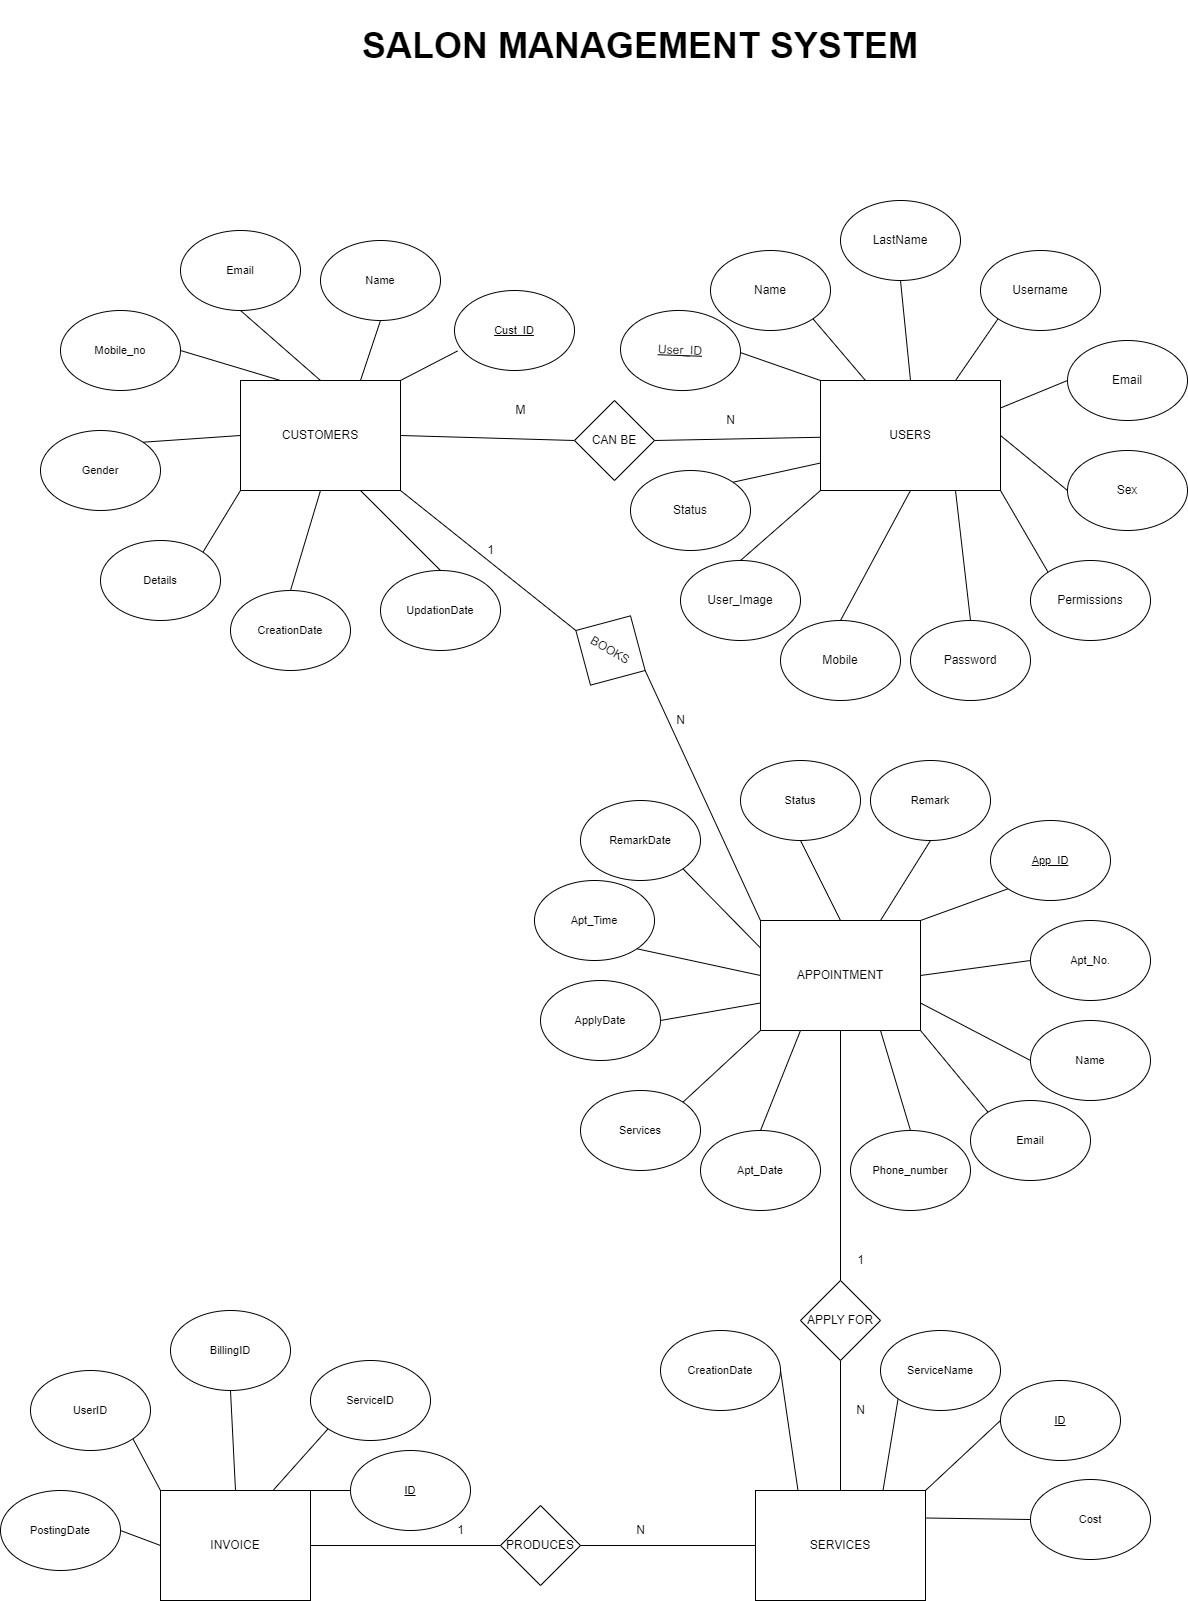 SALON MANAGEMENT SYSTEM
LastName
Email
Name
Name
Username
Cust_ID
Mobile_no
User_ID
Email
M
N
CUSTOMERS
CAN BE
USERS
Gender
Sex
Status
1
Details
User_Image
Permissions
UpdationDate
CreationDate
BOOKS
Mobile
Password
N
Status
Remark
RemarkDate
App_ID
Apt_Time
Apt_No.
APPOINTMENT
ApplyDate
Name
Services
Email
Apt_Date
Phone_number
1
APPLY FOR
BillingID
CreationDate
ServiceName
ServiceID
UserID
N
ID
ID
Cost
PostingDate
1
N
INVOICE
PRODUCES
SERVICES